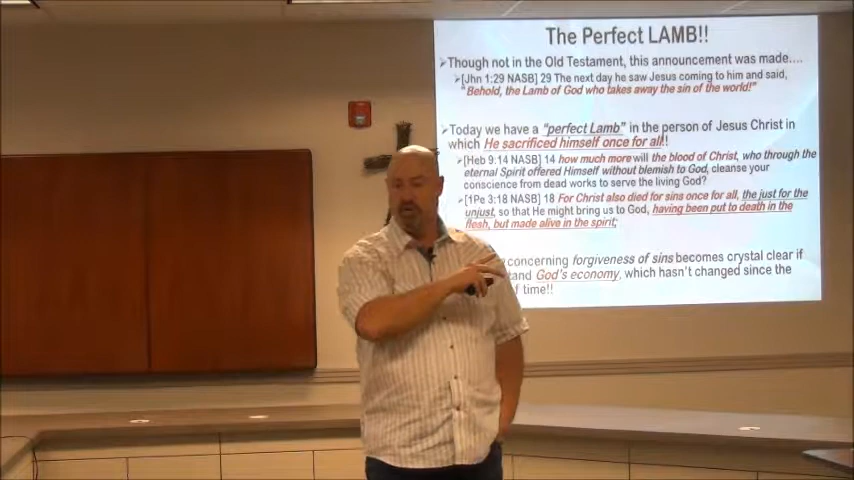 The Perfect LAMB!!
➢Though not in the Old Testament, this announcement was made....
➢[Jhn 1:29 NASB] 29 The next day he saw Jesus coming to him and said,
"Behold, the Lamb of God who takes away the sin of the world!"
➢Today we have a "perfect Lamb" in the person of Jesus Christ in
which He sacrificed himself once for all!!
➢[Heb 9:14 NASB] 14 how much more will the blood of Christ, who through the
eternal Spirit offered Himself without blemish to God, cleanse your
conscience from dead works to serve the living God?
➢[1Pe 3:18 NASB] 18 For Christ also died for sins once for all, the just for the
unjust, so that He might bring us to God, having been put to death in the
flesh, but made alive in the spirit;
concerning forgiveness of sins becomes crystal clear if
and God's economy, which hasn't changed since the
of time!!